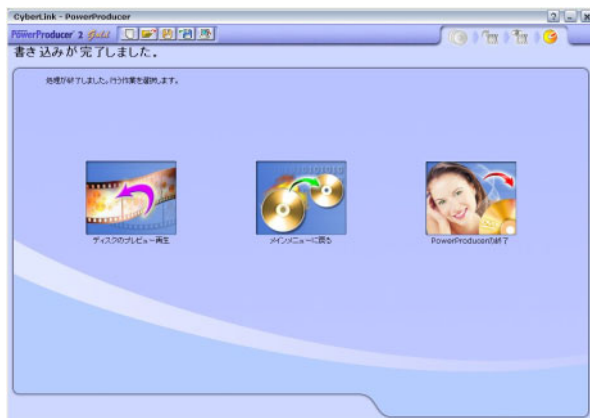 CyberLink - PowerProducer
PowerProducer 2 Gold
書き込みが完了しました。
処理が終了しました。行う作業を選択します。
ディスクのプレビュー再生
メインメニューに戻る
PowerProducerの終了